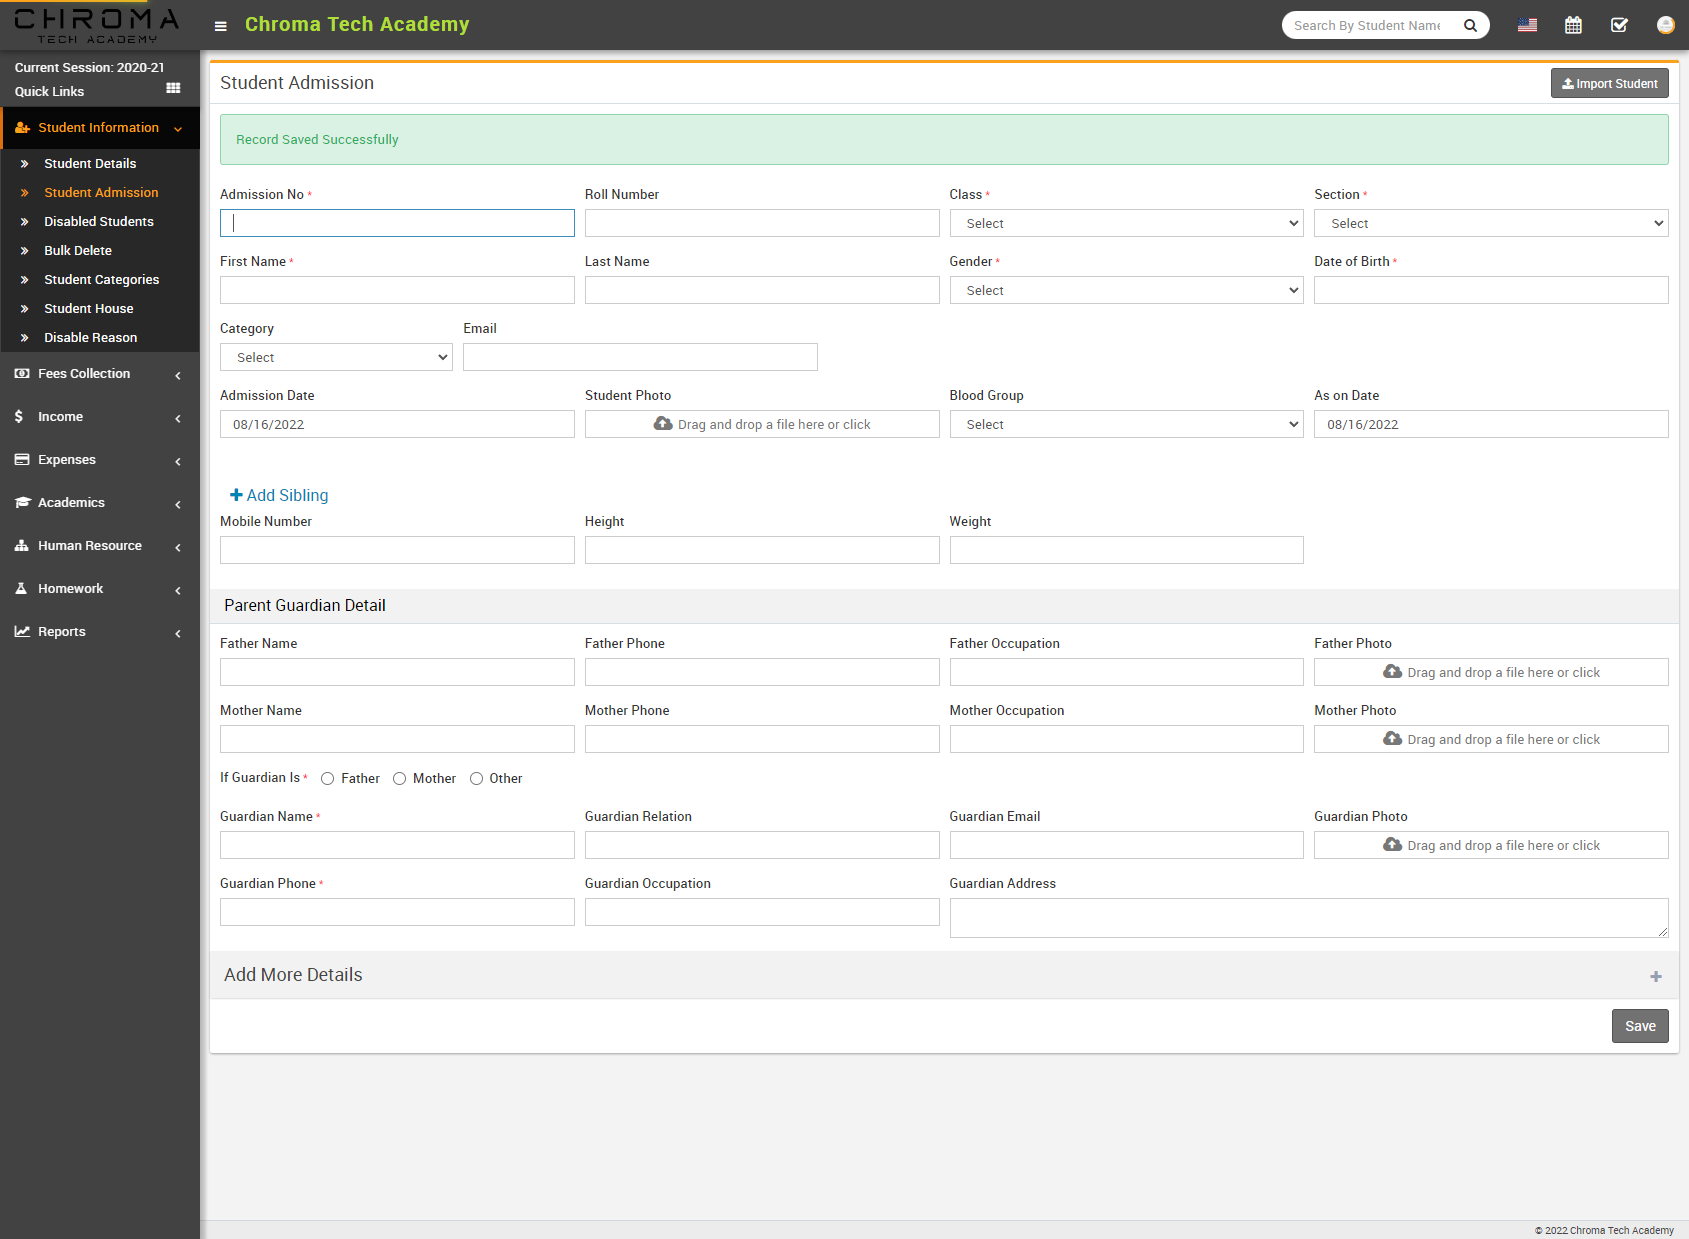 CHROMA
TECH ACADEMY
Chroma Tech Academy
Search By Student Name
Current Session: 2020-21
Quick Links
Student Information
Student Details
Student Admission
Disabled Students
Bulk Delete
Student Categories
Student House
Disable Reason
Fees Collection
Income
Expenses
Academics
Human Resource
Homework
Reports
Student Admission
Import Student
Record Saved Successfully
Admission No * Roll Number Class * Section *
Select Select
First Name * Last Name Gender * Date of Birth *
Select
Category Email
Select
Admission Date Student Photo Blood Group As on Date
08/16/2022 Drag and drop a file here or click Select 08/16/2022
Add Sibling
Mobile Number Height Weight
Parent Guardian Detail
Father Name Father Phone Father Occupation Father Photo
Drag and drop a file here or click
Mother Name Mother Phone Mother Occupation Mother Photo
Drag and drop a file here or click
If Guardian Is * Father Mother Other
Guardian Name * Guardian Relation Guardian Email Guardian Photo
Drag and drop a file here or click
Guardian Phone * Guardian Occupation Guardian Address
Add More Details
Save
© 2022 Chroma Tech Academy